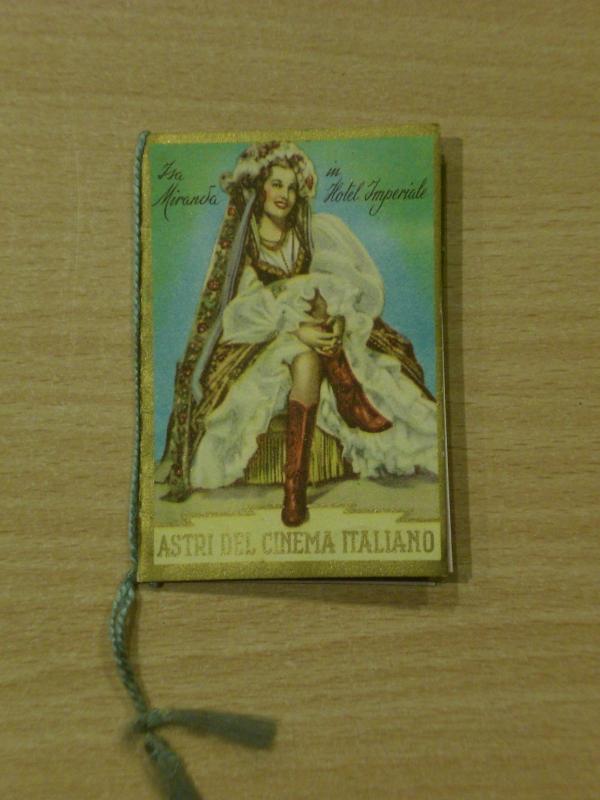 Isa
Miranda
in
Hotel Imperiale
ASTRI DEL CINEMA ITALIANO